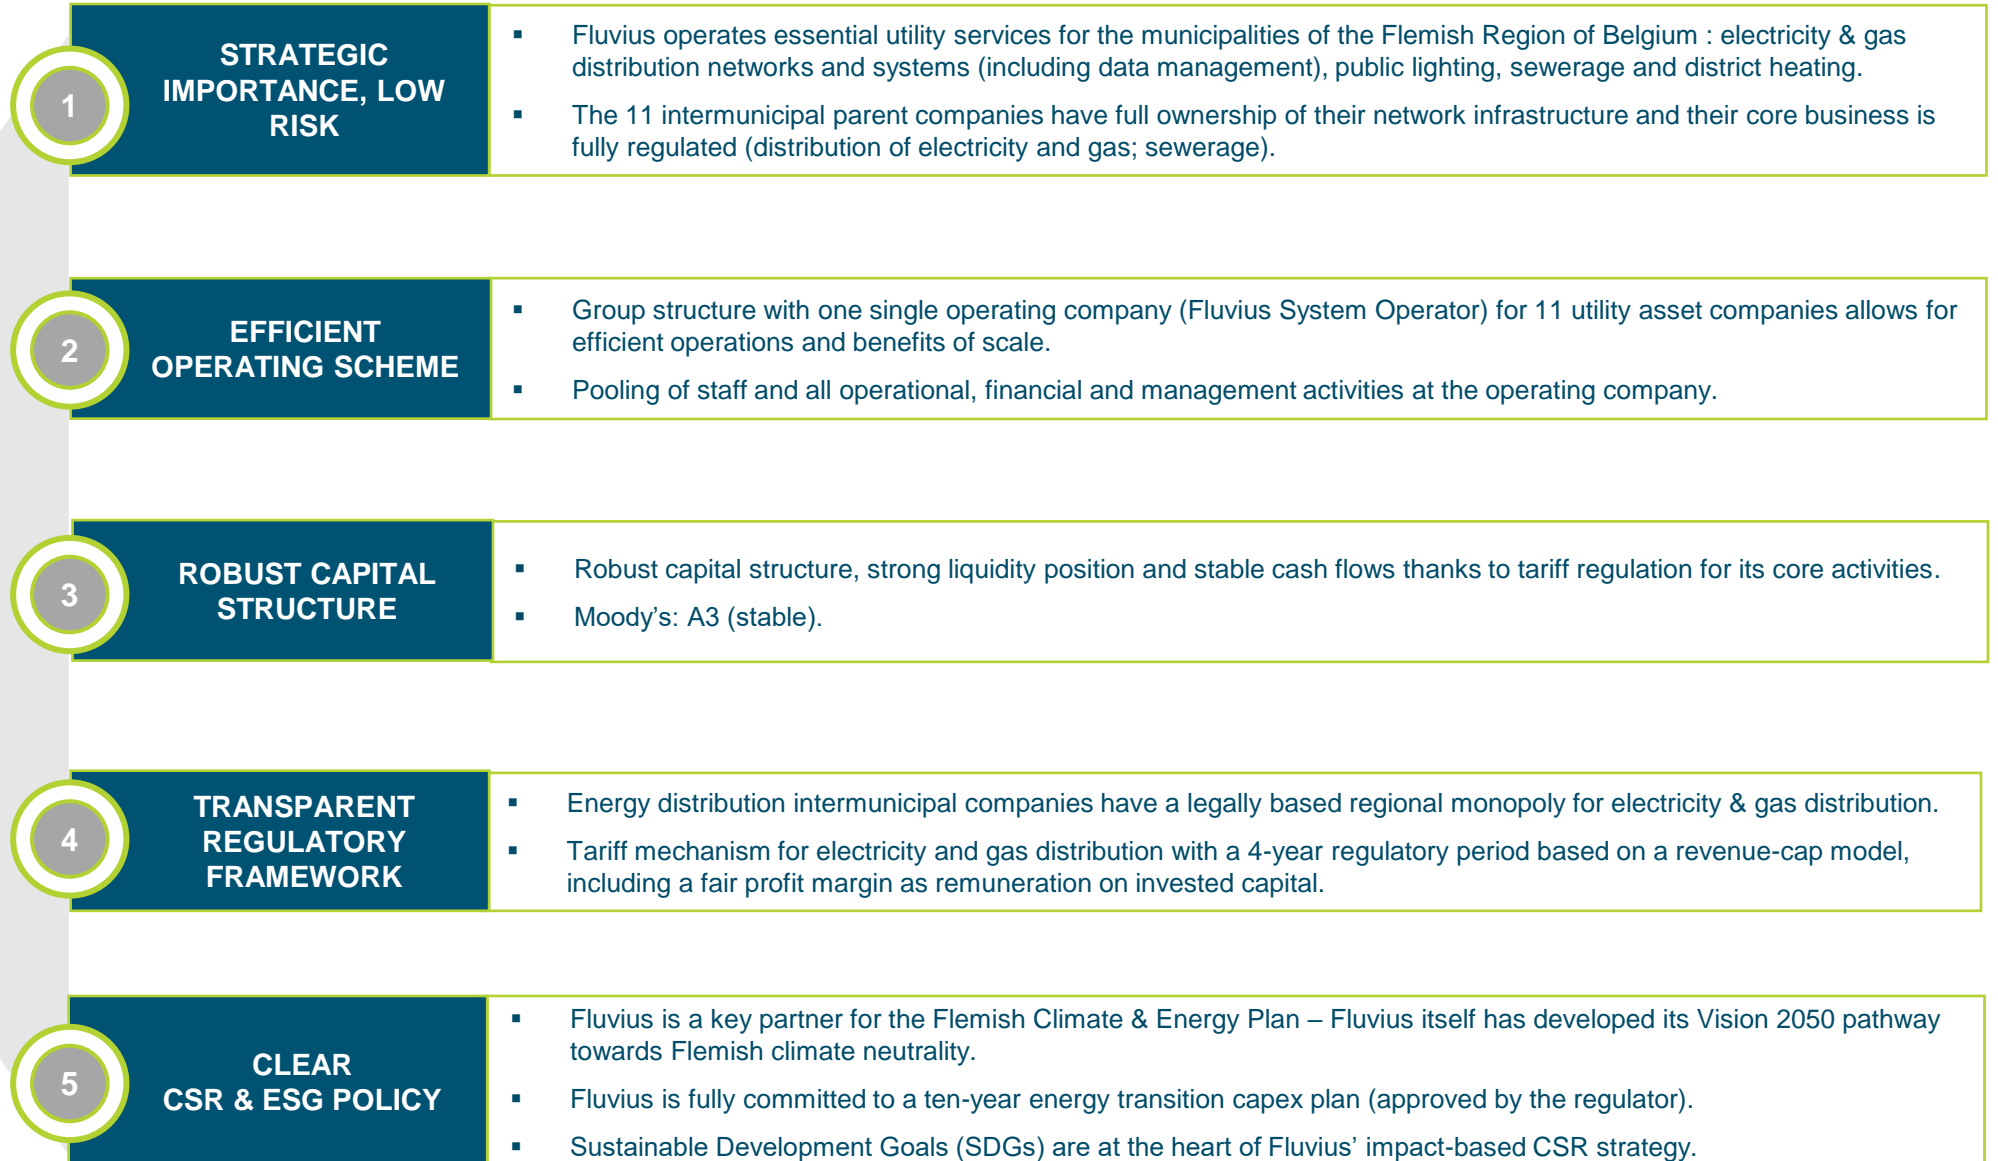 1
STRATEGIC
IMPORTANCE, LOW
RISK
▪ Fluvius operates essential utility services for the municipalities of the Flemish Region of Belgium : electricity & gas
distribution networks and systems (including data management), public lighting, sewerage and district heating.
▪ The 11 intermunicipal parent companies have full ownership of their network infrastructure and their core business is
fully regulated (distribution of electricity and gas; sewerage).
2
EFFICIENT
OPERATING SCHEME
▪ Group structure with one single operating company (Fluvius System Operator) for 11 utility asset companies allows for
efficient operations and benefits of scale.
▪ Pooling of staff and all operational, financial and management activities at the operating company.
3
ROBUST CAPITAL
STRUCTURE
▪ Robust capital structure, strong liquidity position and stable cash flows thanks to tariff regulation for its core activities.
▪ Moody’s: A3 (stable).
4
TRANSPARENT
REGULATORY
FRAMEWORK
▪ Energy distribution intermunicipal companies have a legally based regional monopoly for electricity & gas distribution.
▪ Tariff mechanism for electricity and gas distribution with a 4-year regulatory period based on a revenue-cap model,
including a fair profit margin as remuneration on invested capital.
5
CLEAR
CSR & ESG POLICY
▪ Fluvius is a key partner for the Flemish Climate & Energy Plan – Fluvius itself has developed its Vision 2050 pathway
towards Flemish climate neutrality.
▪ Fluvius is fully committed to a ten-year energy transition capex plan (approved by the regulator).
▪ Sustainable Development Goals (SDGs) are at the heart of Fluvius’ impact-based CSR strategy.